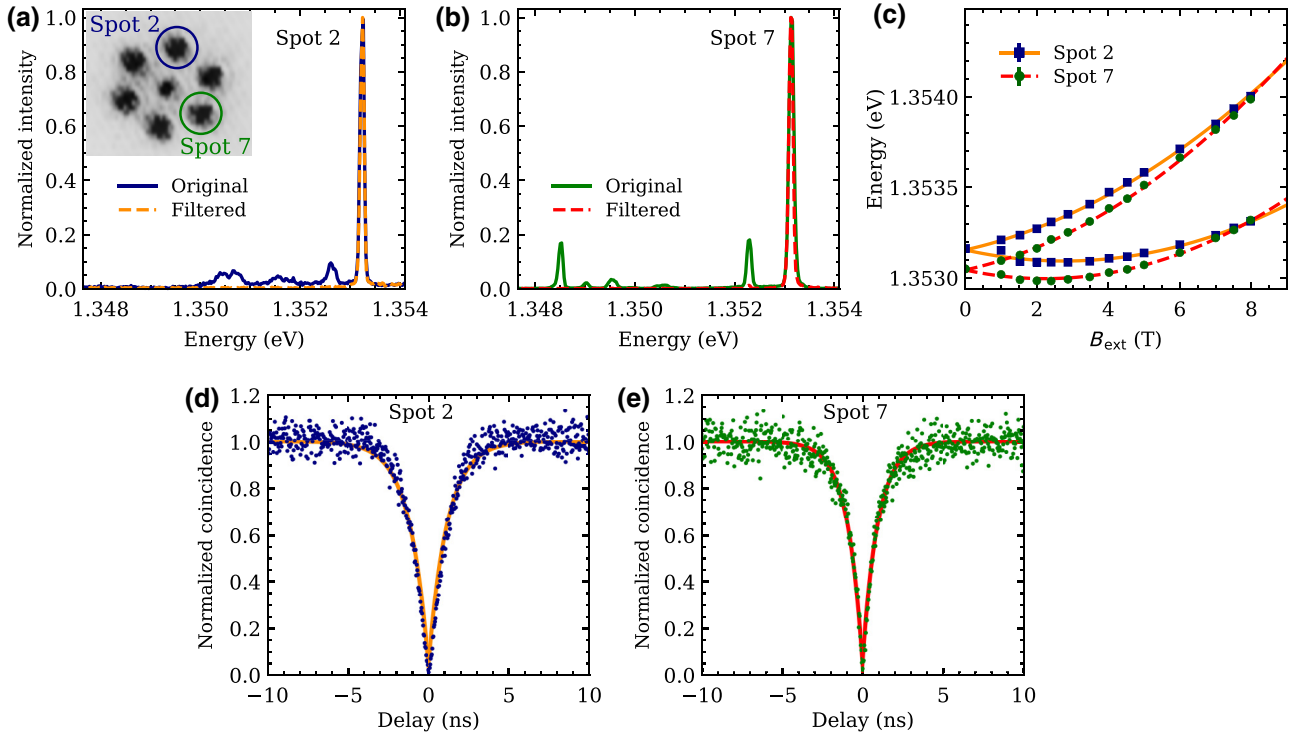 (a)
Spot 2
Spot 2
Spot 7
Original
Filtered
Normalized intensity
1.0
0.8
0.6
0.4
0.2
0.0
1.348
1.350
1.352
1.354
Energy (eV)
(b)
Spot 7
Original
Filtered
Normalized intensity
1.0
0.8
0.6
0.4
0.2
0.0
1.348
1.350
1.352
1.354
Energy (eV)
(c)
Spot 2
Spot 7
Energy (eV)
1.3540
1.3535
1.3530
0 2 4 6 8
Bext (T)
(d)
Spot 2
Normalized coincidence
1.2
1.0
0.8
0.6
0.4
0.2
0.0
−10 −5 0 5 10
Delay (ns)
(e)
Spot 7
Normalized coincidence
1.2
1.0
0.8
0.6
0.4
0.2
0.0
−10 −5 0 5 10
Delay (ns)